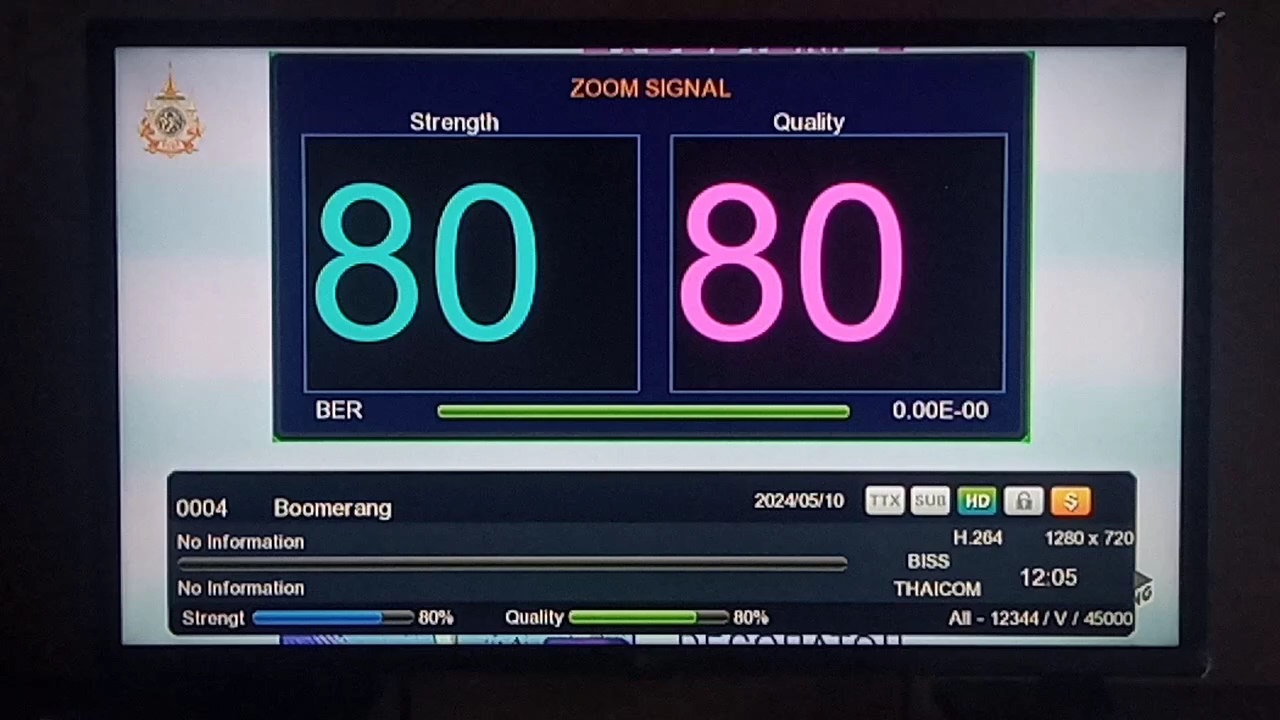 ZOOM SIGNAL
Strength Quality
80 80
BER 0.00E-00
0004 Boomerang 2024/05/10 TTX SUB HD $
No Information H.264 1280 x 720
BISS
No Information THAICOM 12:05
Strengt 80% Quality 80% All - 12344 / V / 45000